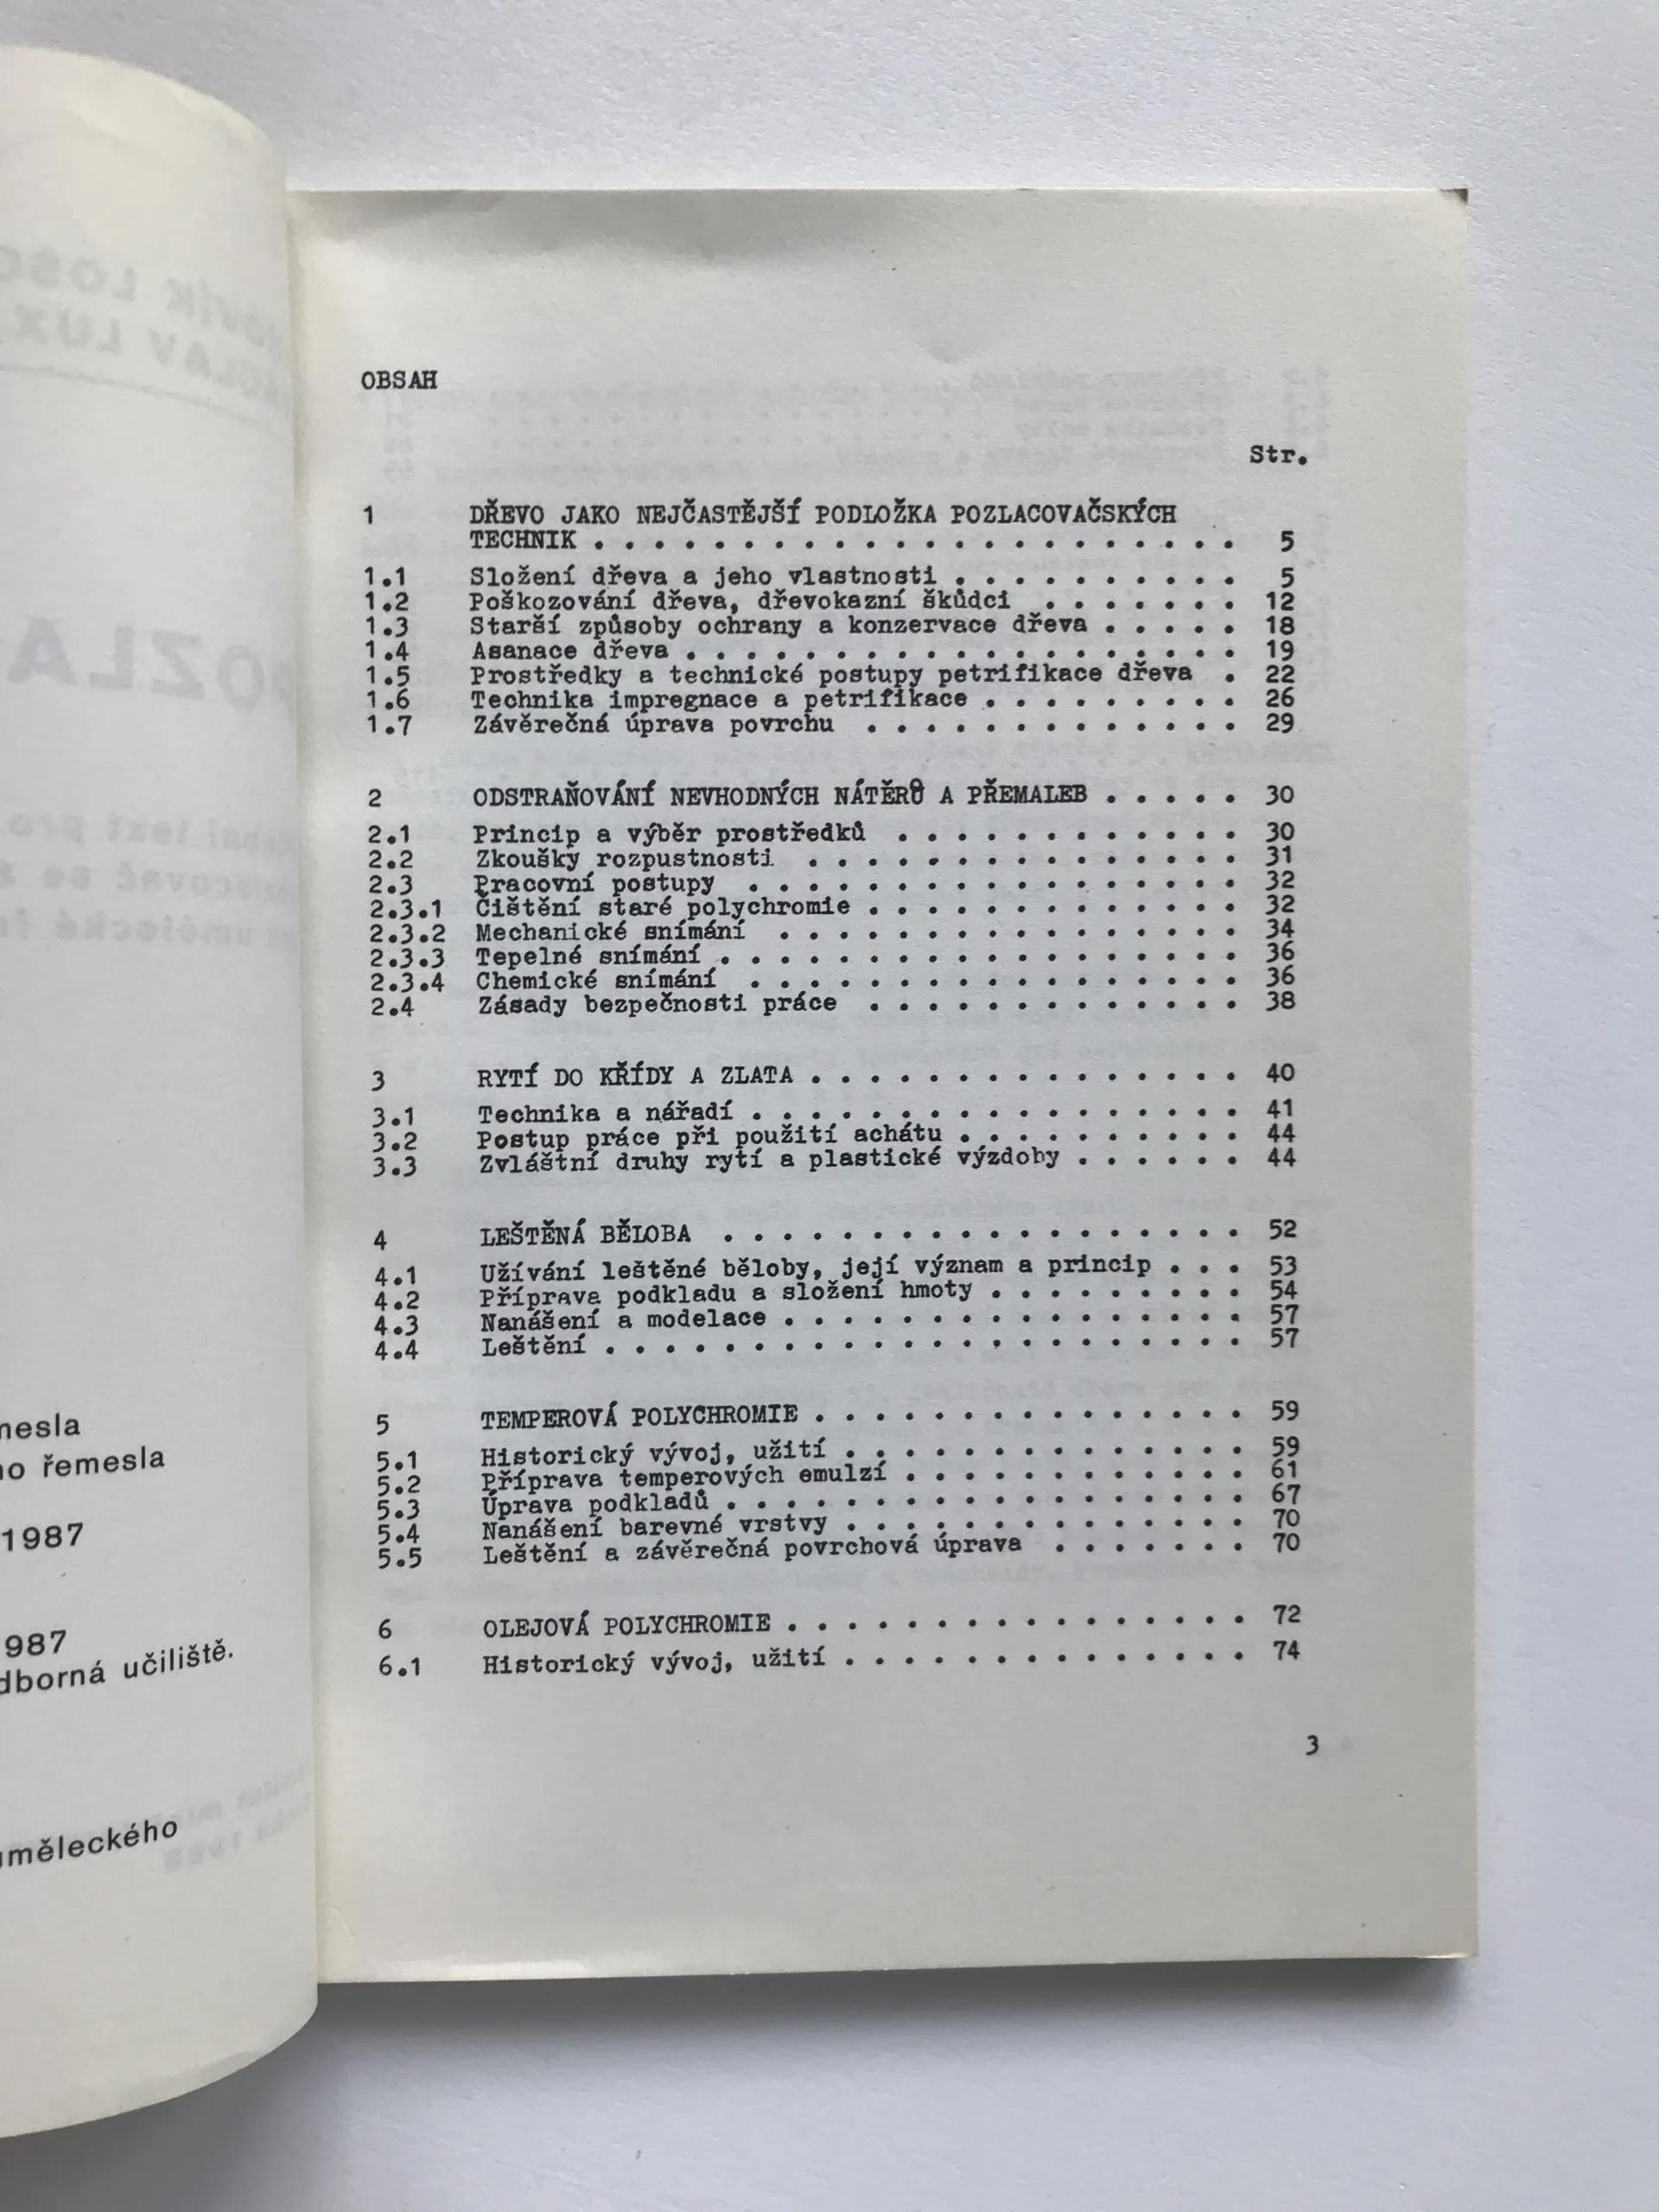 řemesla
1987
1987
odborná učiliště.
uměleckého
OBSAH
Str.
1 DŘEVO JAKO NEJČASTĚJŠÍ PODLOŽKA POZLACOVAČSKÝCH
TECHNIK . . . . . . . . . . . . . . . . . . . . . . 5
1.1 Složení dřeva a jeho vlastnosti . . . . . . . . . . 5
1.2 Poškozování dřeva, dřevokazní škůdci . . . . . . . 12
1.3 Starší způsoby ochrany a konzervace dřeva . . . . . 18
1.4 Asanace dřeva . . . . . . . . . . . . . . . . . . . 19
1.5 Prostředky a technické postupy petrifikace dřeva . 22
1.6 Technika impregnace a petrifikace . . . . . . . . . 26
1.7 Závěrečná úprava povrchu . . . . . . . . . . . . . 29
2 ODSTRAŇOVÁNÍ NEVHODNÝCH NÁTĚRŮ A PŘEMALEB . . . . . 30
2.1 Princip a výběr prostředků . . . . . . . . . . . . 30
2.2 Zkoušky rozpustnosti . . . . . . . . . . . . . . . 31
2.3 Pracovní postupy . . . . . . . . . . . . . . . . . 32
2.3.1 Čištění staré polychromie . . . . . . . . . . . . . 32
2.3.2 Mechanické snímání . . . . . . . . . . . . . . . . 34
2.3.3 Tepelné snímání . . . . . . . . . . . . . . . . . . 36
2.3.4 Chemické snímání . . . . . . . . . . . . . . . . . 36
2.4 Zásady bezpečnosti práce . . . . . . . . . . . . . 38
3 RYTÍ DO KŘÍDY A ZLATA . . . . . . . . . . . . . . . 40
3.1 Technika a nářadí . . . . . . . . . . . . . . . . . 41
3.2 Postup práce při použití achátu . . . . . . . . . . 44
3.3 Zvláštní druhy rytí a plastické výzdoby . . . . . . 44
4 LEŠTĚNÁ BĚLOBA . . . . . . . . . . . . . . . . . . 52
4.1 Užívání leštěné běloby, její význam a princip . . . 53
4.2 Příprava podkladu a složení hmoty . . . . . . . . . 54
4.3 Nanášení a modelace . . . . . . . . . . . . . . . . 57
4.4 Leštění . . . . . . . . . . . . . . . . . . . . . . 57
5 TEMPEROVÁ POLYCHROMIE . . . . . . . . . . . . . . . 59
5.1 Historický vývoj, užití . . . . . . . . . . . . . . 59
5.2 Příprava temperových emulzí . . . . . . . . . . . . 61
5.3 Úprava podkladů . . . . . . . . . . . . . . . . . . 67
5.4 Nanášení barevné vrstvy . . . . . . . . . . . . . . 70
5.5 Leštění a závěrečná povrchová úprava . . . . . . . 70
6 OLEJOVÁ POLYCHROMIE . . . . . . . . . . . . . . . . 72
6.1 Historický vývoj, užití . . . . . . . . . . . . . . 74
3